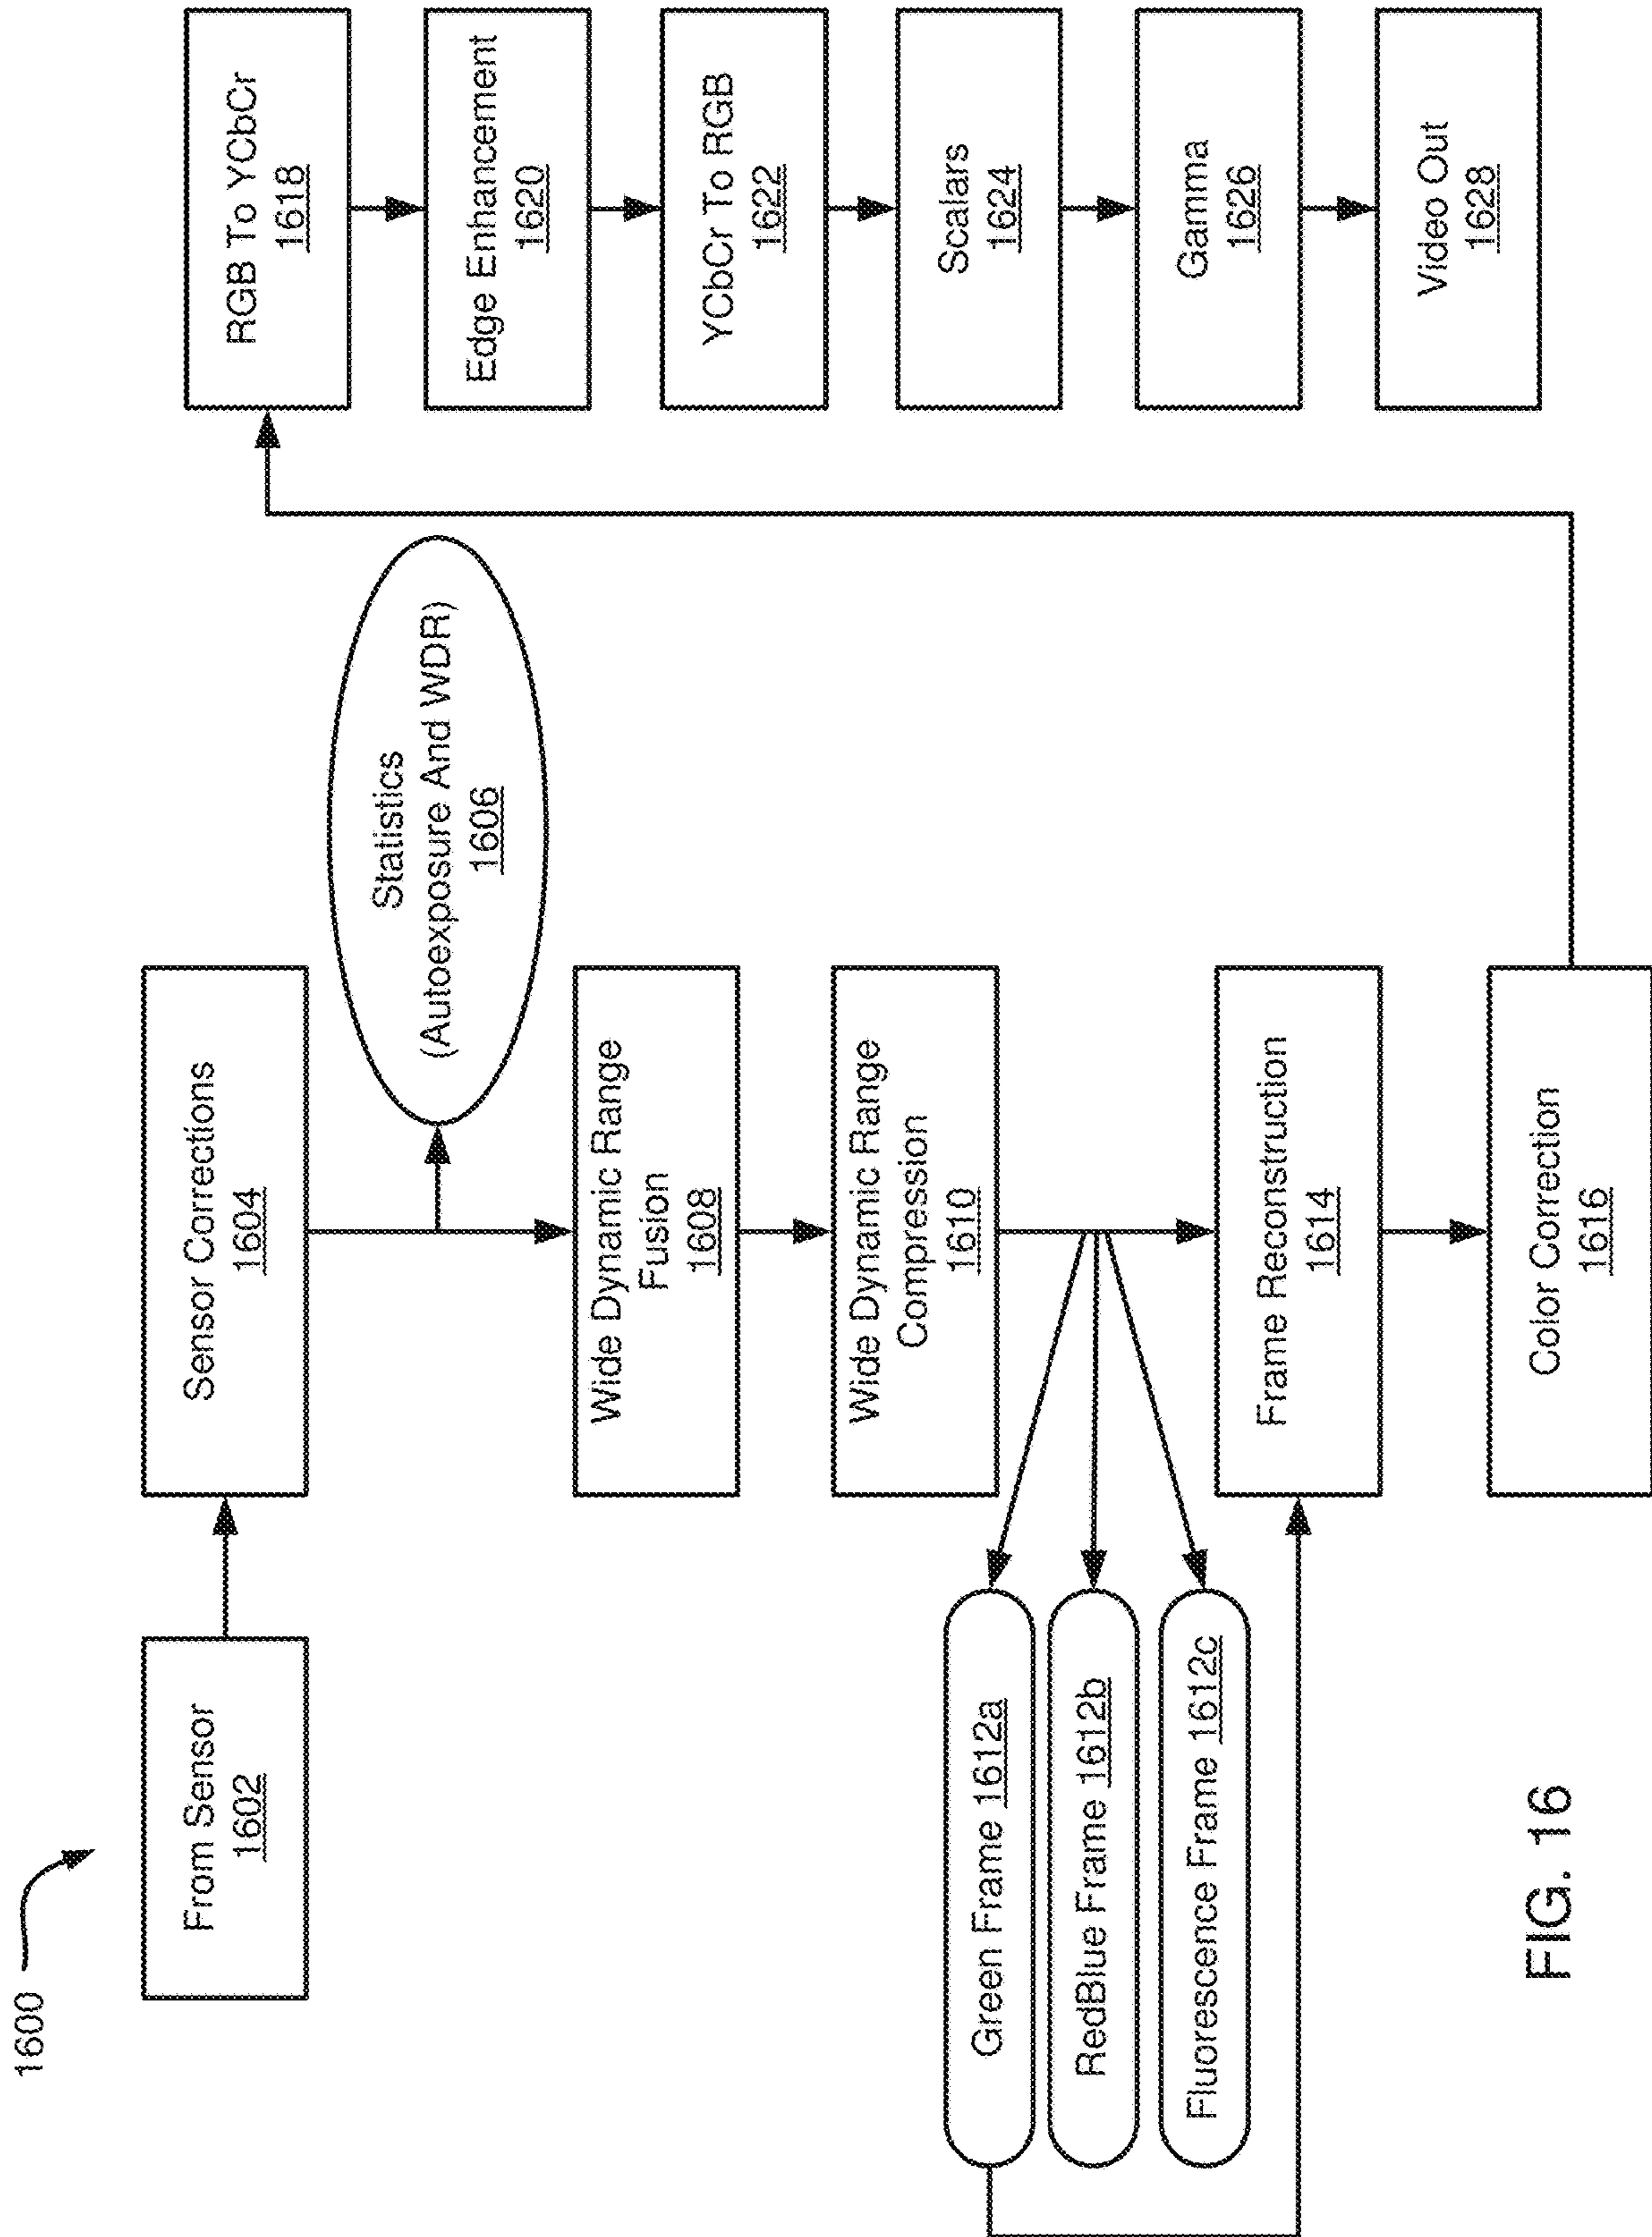 1600
From Sensor
1602
Sensor Corrections
1604
Statistics
(Autoexposure And WDR)
1606
Wide Dynamic Range
Fusion
1608
Wide Dynamic Range
Compression
1610
Green Frame 1612a
RedBlue Frame 1612b
Fluorescence Frame 1612c
Frame Reconstruction
1614
Color Correction
1616
RGB To YCbCr
1618
Edge Enhancement
1620
YCbCr To RGB
1622
Scalars
1624
Gamma
1626
Video Out
1628
FIG. 16